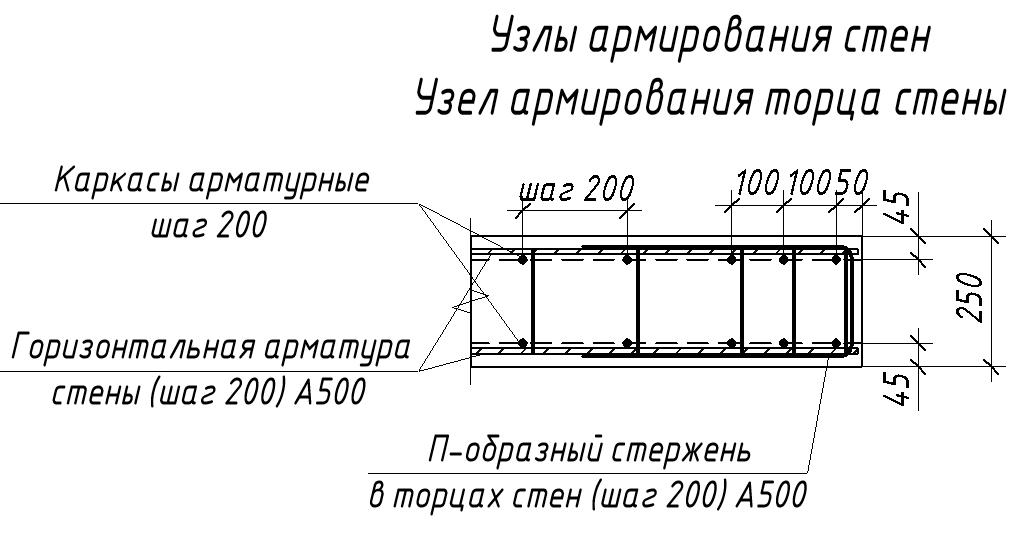 Узлы армирования стен
Узел армирования торца стены
Каркасы арматурные
шаг 200
шаг 200
100
100
50
45
250
45
Горизонтальная арматура
стены (шаг 200) А500
П-образный стержень
в торцах стен (шаг 200) А500